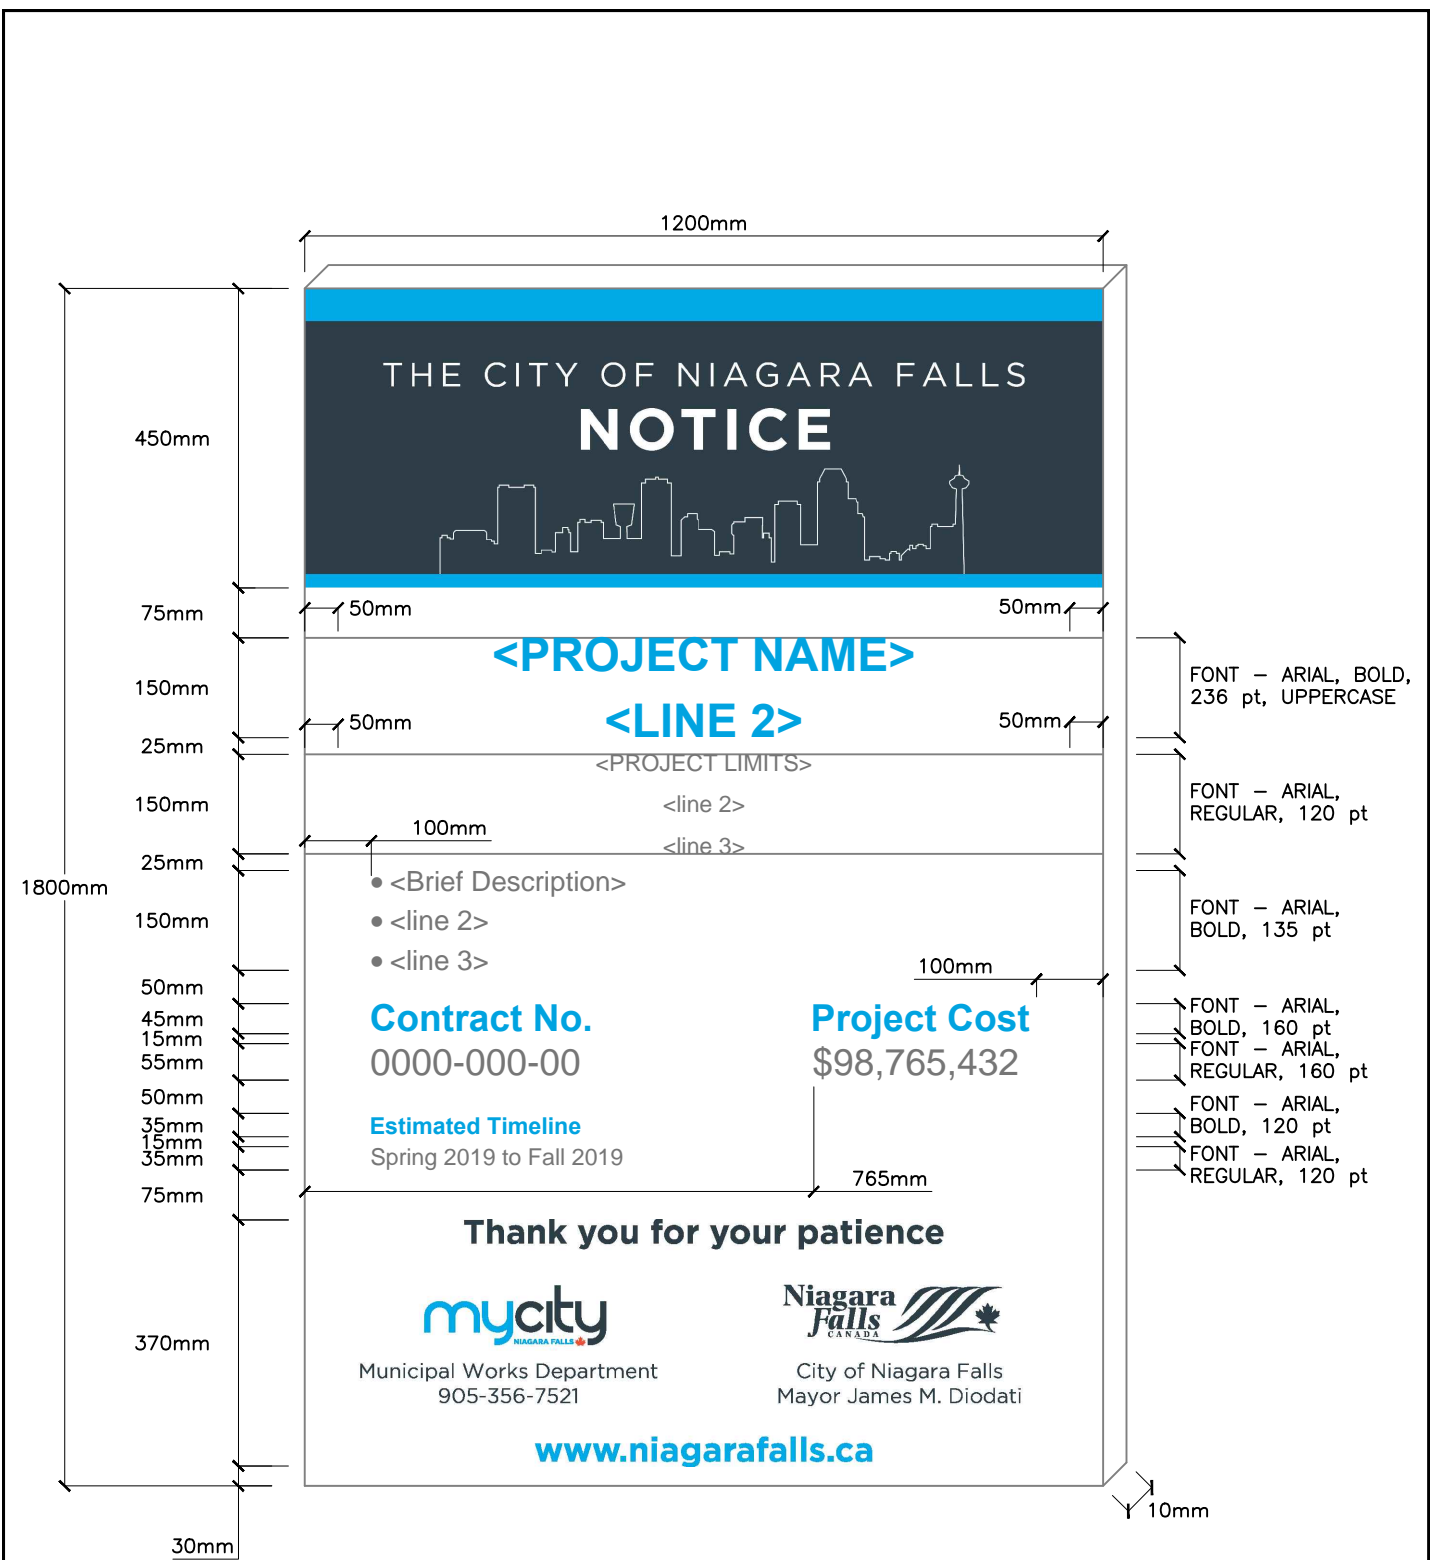 1200mm
THE CITY OF NIAGARA FALLS
NOTICE
450mm
75mm
50mm
50mm
<PROJECT NAME>
150mm
FONT – ARIAL, BOLD,
236 pt, UPPERCASE
<LINE 2>
50mm
50mm
25mm
<PROJECT LIMITS>
150mm
<line 2>
FONT – ARIAL,
REGULAR, 120 pt
100mm
<line 3>
25mm
1800mm
• <Brief Description>
150mm
• <line 2>
FONT – ARIAL,
BOLD, 135 pt
• <line 3>
100mm
50mm
45mm
Contract No.
Project Cost
FONT – ARIAL,
BOLD, 160 pt
15mm
55mm
0000-000-00
$98,765,432
FONT – ARIAL,
REGULAR, 160 pt
50mm
35mm
Estimated Timeline
FONT – ARIAL,
BOLD, 120 pt
15mm
35mm
Spring 2019 to Fall 2019
FONT – ARIAL,
REGULAR, 120 pt
75mm
765mm
Thank you for your patience
mycity
NIAGARA FALLS
Niagara
Falls
CANADA
370mm
Municipal Works Department
905-356-7521
City of Niagara Falls
Mayor James M. Diodati
www.niagarafalls.ca
10mm
30mm